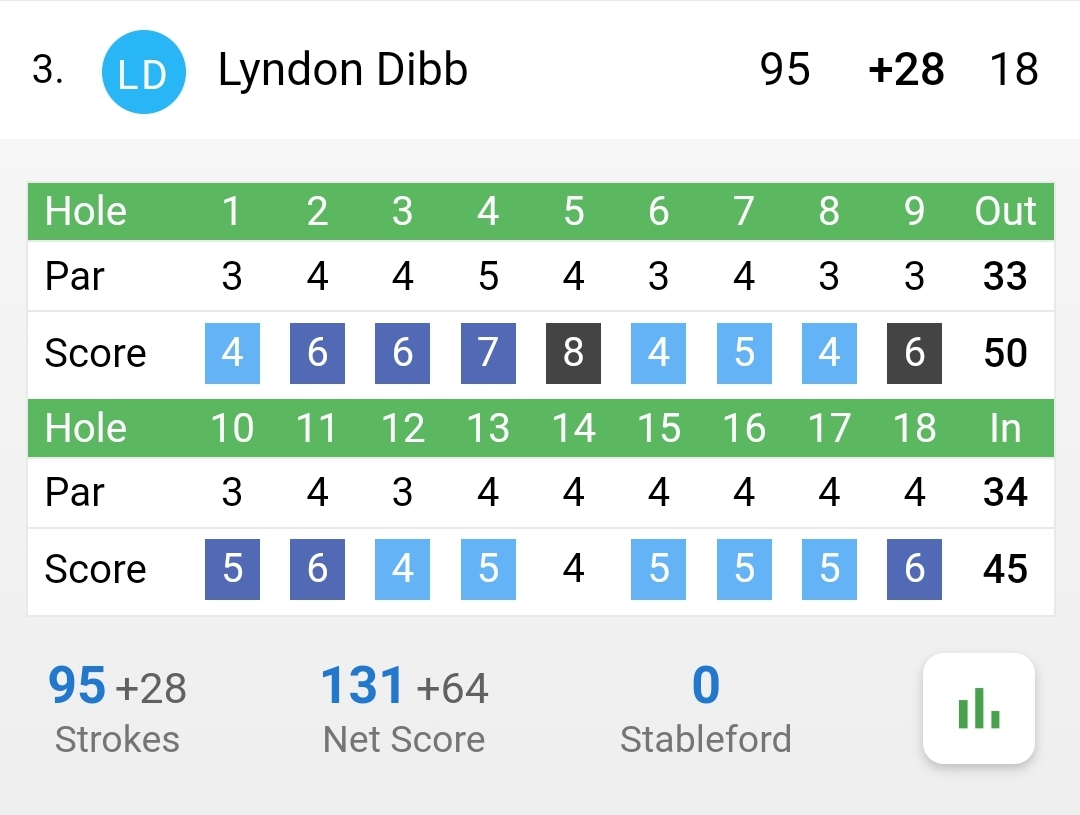 3. LD Lyndon Dibb 95 +28 18
Hole 1 2 3 4 5 6 7 8 9 Out
Par 3 4 4 5 4 3 4 3 3 33
Score 4 6 6 7 8 4 5 4 6 50
Hole 10 11 12 13 14 15 16 17 18 In
Par 3 4 3 4 4 4 4 4 4 34
Score 5 6 4 5 4 5 5 5 6 45
95 +28 131 +64 0
Strokes Net Score Stableford